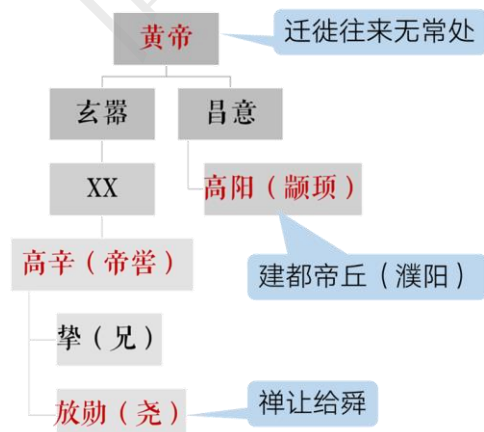 黄帝
迁徙往来无常处
玄嚣
昌意
XX
高阳（颛顼）
高辛（帝喾）
建都帝丘（濮阳）
挚（兄）
放勋（尧）
禅让给舜